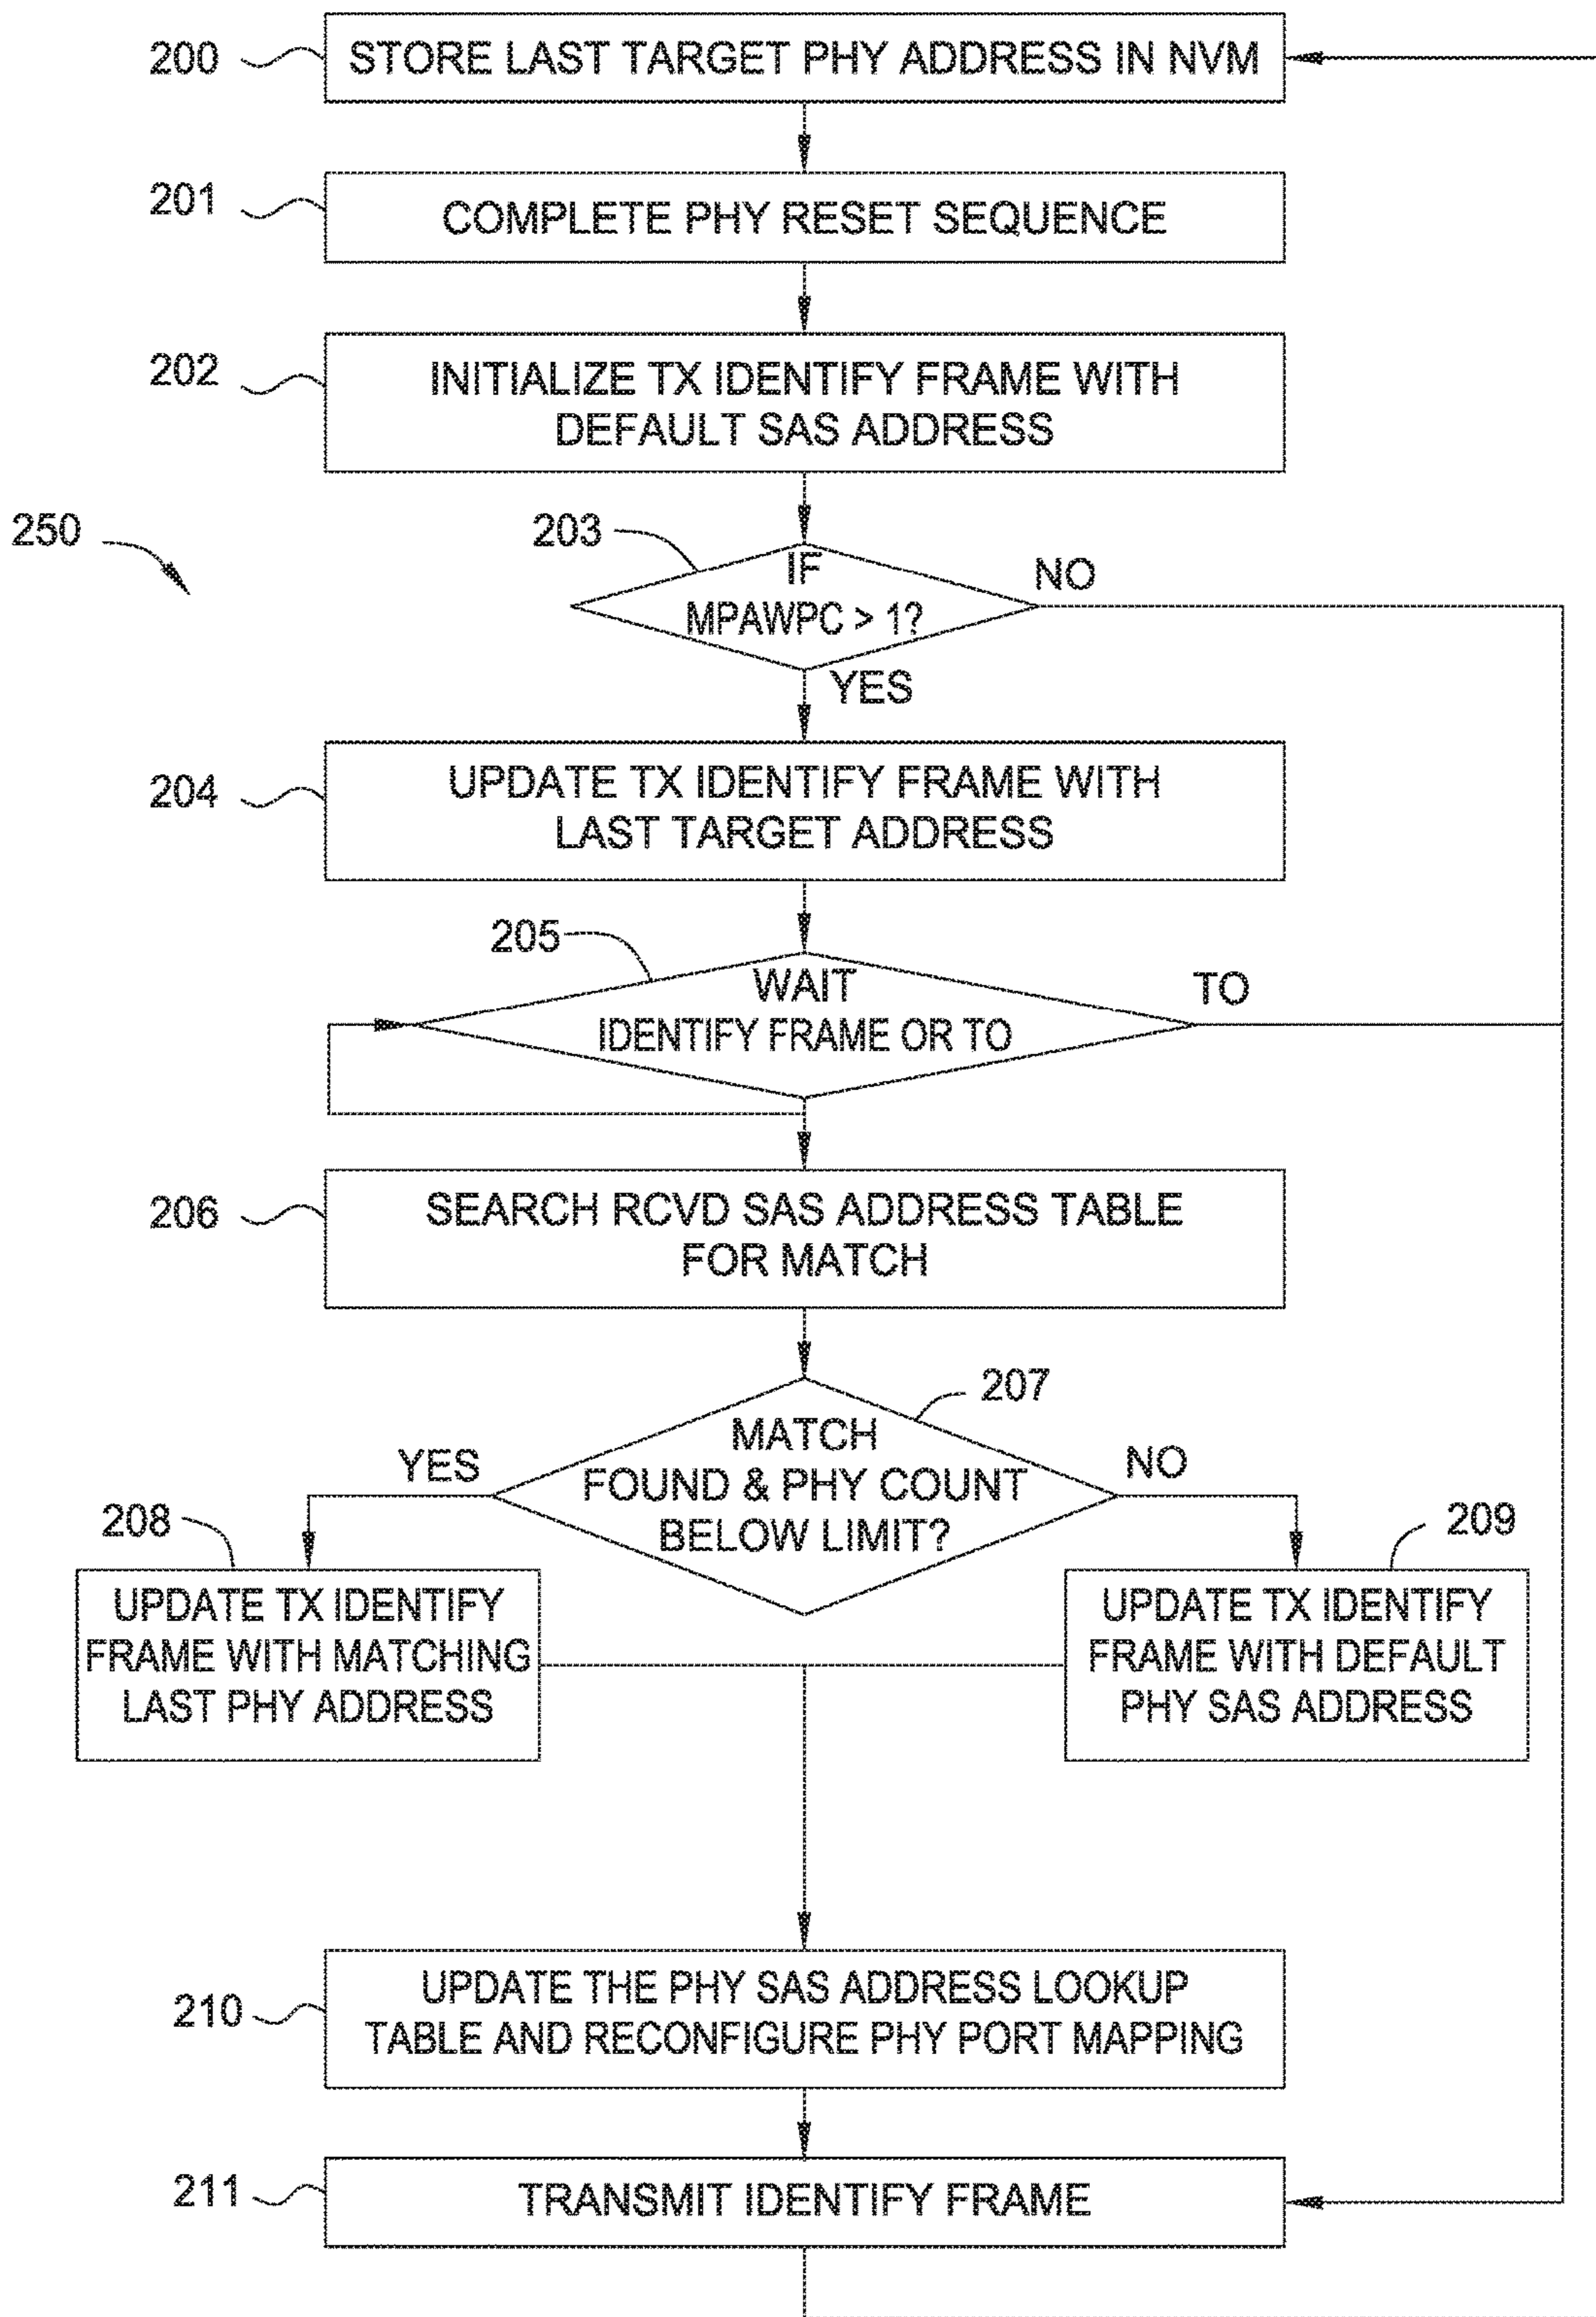 200
STORE LAST TARGET PHY ADDRESS IN NVM
201
COMPLETE PHY RESET SEQUENCE
202
INITIALIZE TX IDENTIFY FRAME WITH
DEFAULT SAS ADDRESS
250
203
IF
MPAWPC > 1?
NO
YES
204
UPDATE TX IDENTIFY FRAME WITH
LAST TARGET ADDRESS
205
WAIT
IDENTIFY FRAME OR TO
TO
206
SEARCH RCVD SAS ADDRESS TABLE
FOR MATCH
207
MATCH
FOUND & PHY COUNT
BELOW LIMIT?
YES
NO
208
UPDATE TX IDENTIFY
FRAME WITH MATCHING
LAST PHY ADDRESS
209
UPDATE TX IDENTIFY
FRAME WITH DEFAULT
PHY SAS ADDRESS
210
UPDATE THE PHY SAS ADDRESS LOOKUP
TABLE AND RECONFIGURE PHY PORT MAPPING
211
TRANSMIT IDENTIFY FRAME